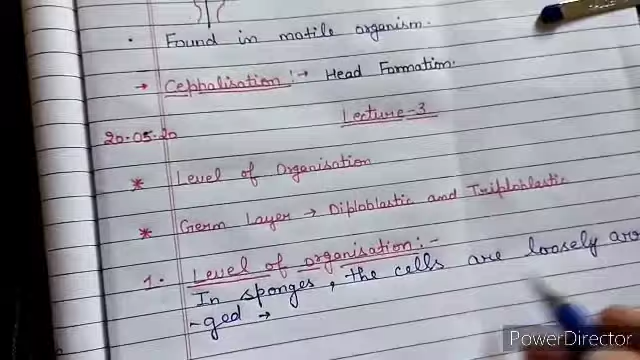 • Found in motile organism.
→ Cephalisation :→ Head Formation.
Lecture-3
20-05-20
* Level of Organisation
* Germ Layer → Diploblastic and Triploblastic
1. Level of organisation:-
In sponges, the cells are loosely arr
-ged →
PowerDirector